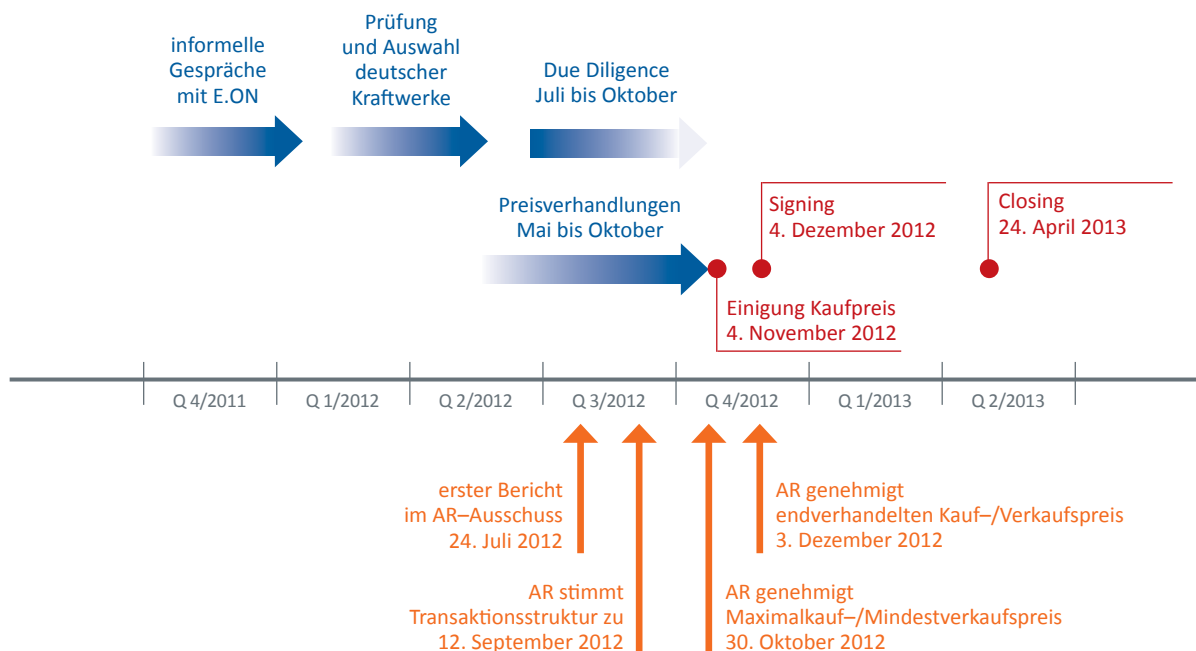 informelle
Gespräche
mit E.ON
Prüfung
und Auswahl
deutscher
Kraftwerke
Due Diligence
Juli bis Oktober
Preisverhandlungen
Mai bis Oktober
Signing
4. Dezember 2012
Closing
24. April 2013
Einigung Kaufpreis
4. November 2012
Q 4/2011
Q 1/2012
Q 2/2012
Q 3/2012
Q 4/2012
Q 1/2013
Q 2/2013
erster Bericht
im AR–Ausschuss
24. Juli 2012
AR genehmigt
endverhandelten Kauf–/Verkaufspreis
3. Dezember 2012
AR stimmt
Transaktionsstruktur zu
12. September 2012
AR genehmigt
Maximalkauf–/Mindestverkaufspreis
30. Oktober 2012